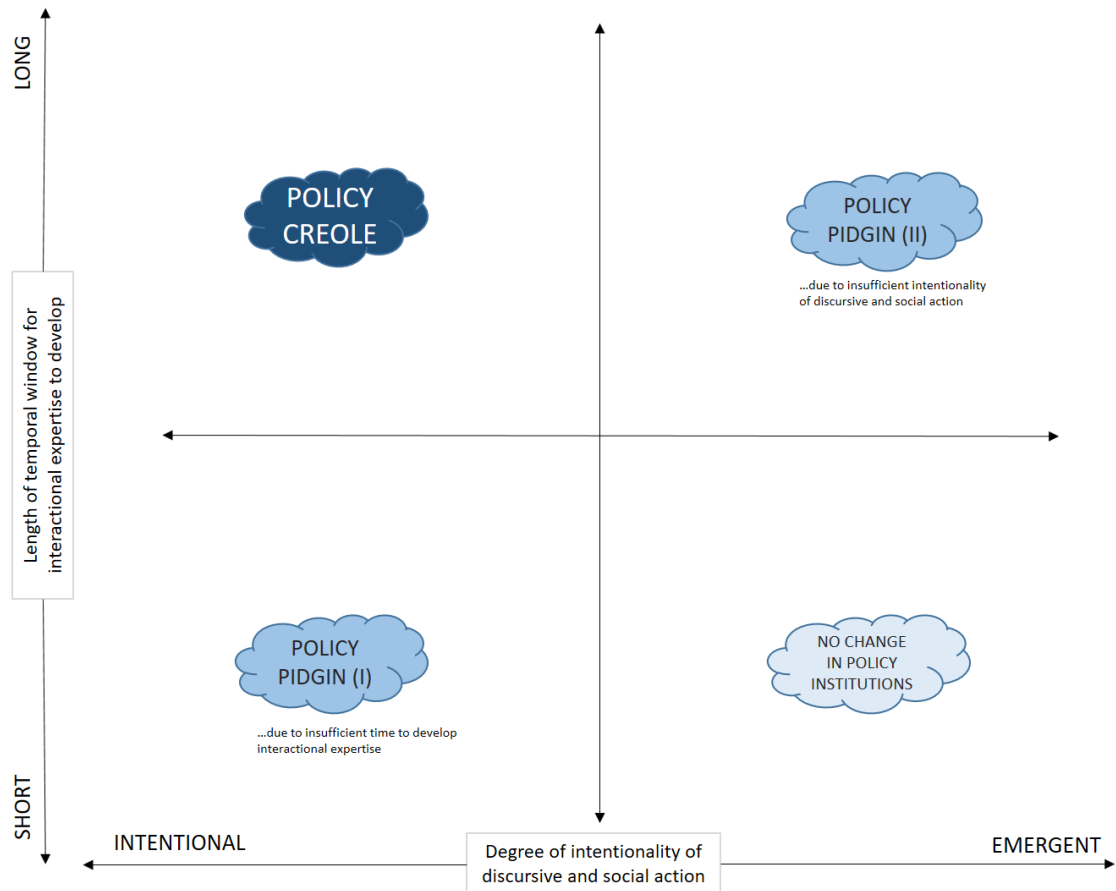 LONG
POLICY
CREOLE
POLICY
PIDGIN (II)
...due to insufficient intentionality
of discursive and social action
Length of temporal window for
interactional expertise to develop
POLICY
PIDGIN (I)
...due to insufficient time to develop
interactional expertise
NO CHANGE
IN POLICY
INSTITUTIONS
SHORT
INTENTIONAL
Degree of intentionality of
discursive and social action
EMERGENT